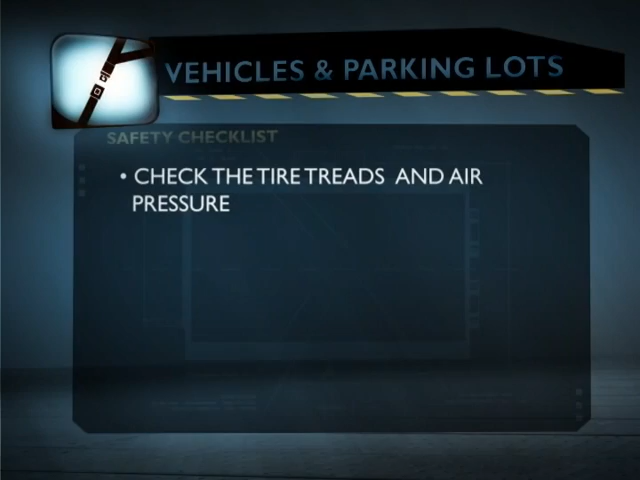 VEHICLES & PARKING LOTS
SAFETY CHECKLIST
• CHECK THE TIRE TREADS AND AIR
PRESSURE